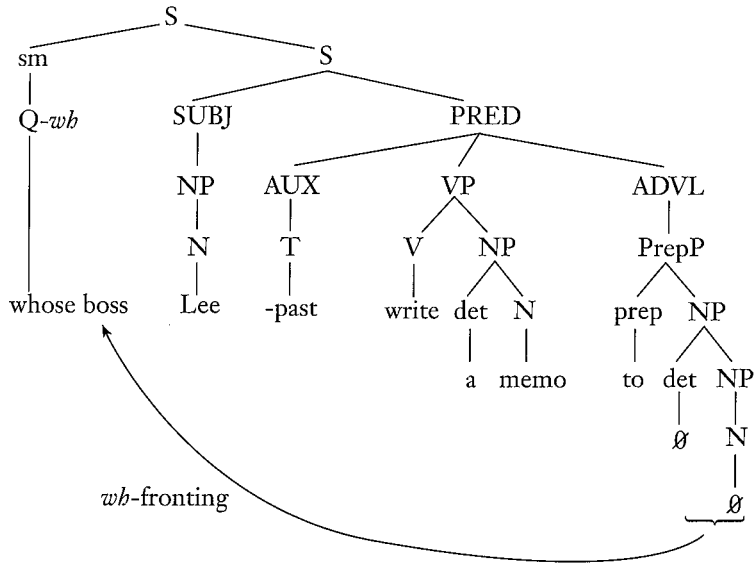 S
sm S
Q-wh SUBJ PRED
NP AUX VP ADVL
N T V NP PrepP
whose boss Lee -past write det N prep NP
a memo to det NP
∅ N
wh-fronting ∅